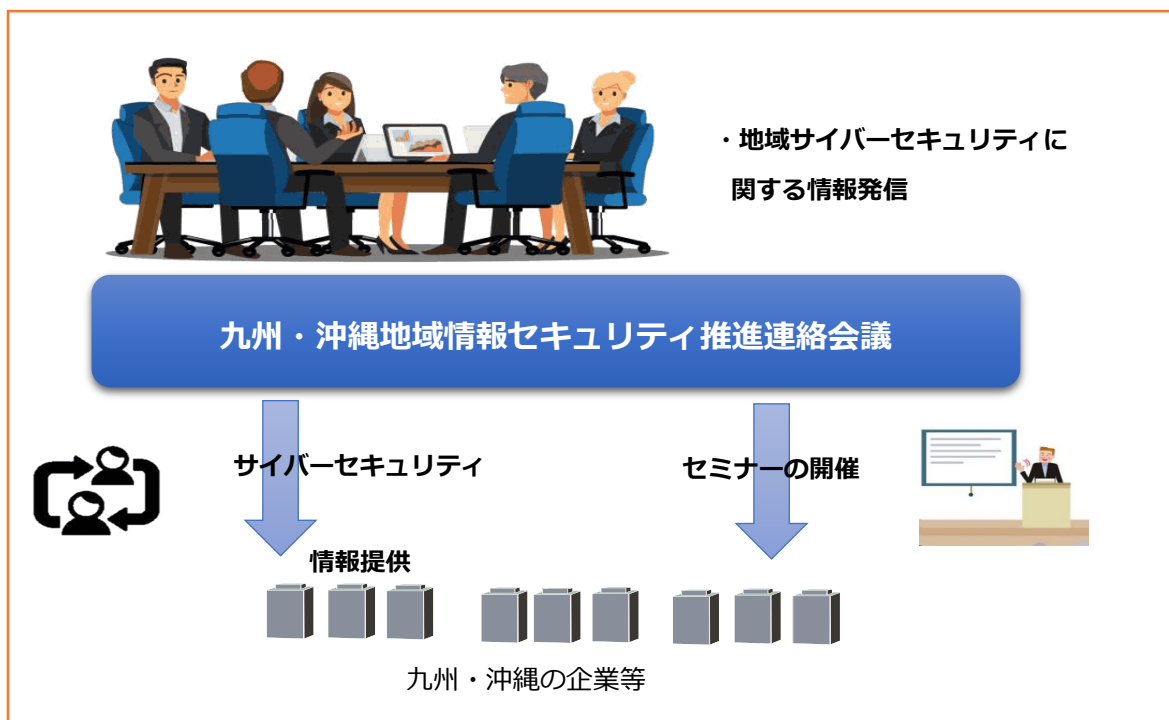 ・地域サイバーセキュリティに
関する情報発信
九州・沖縄地域情報セキュリティ推進連絡会議
サイバーセキュリティ
情報提供
セミナーの開催
九州・沖縄の企業等